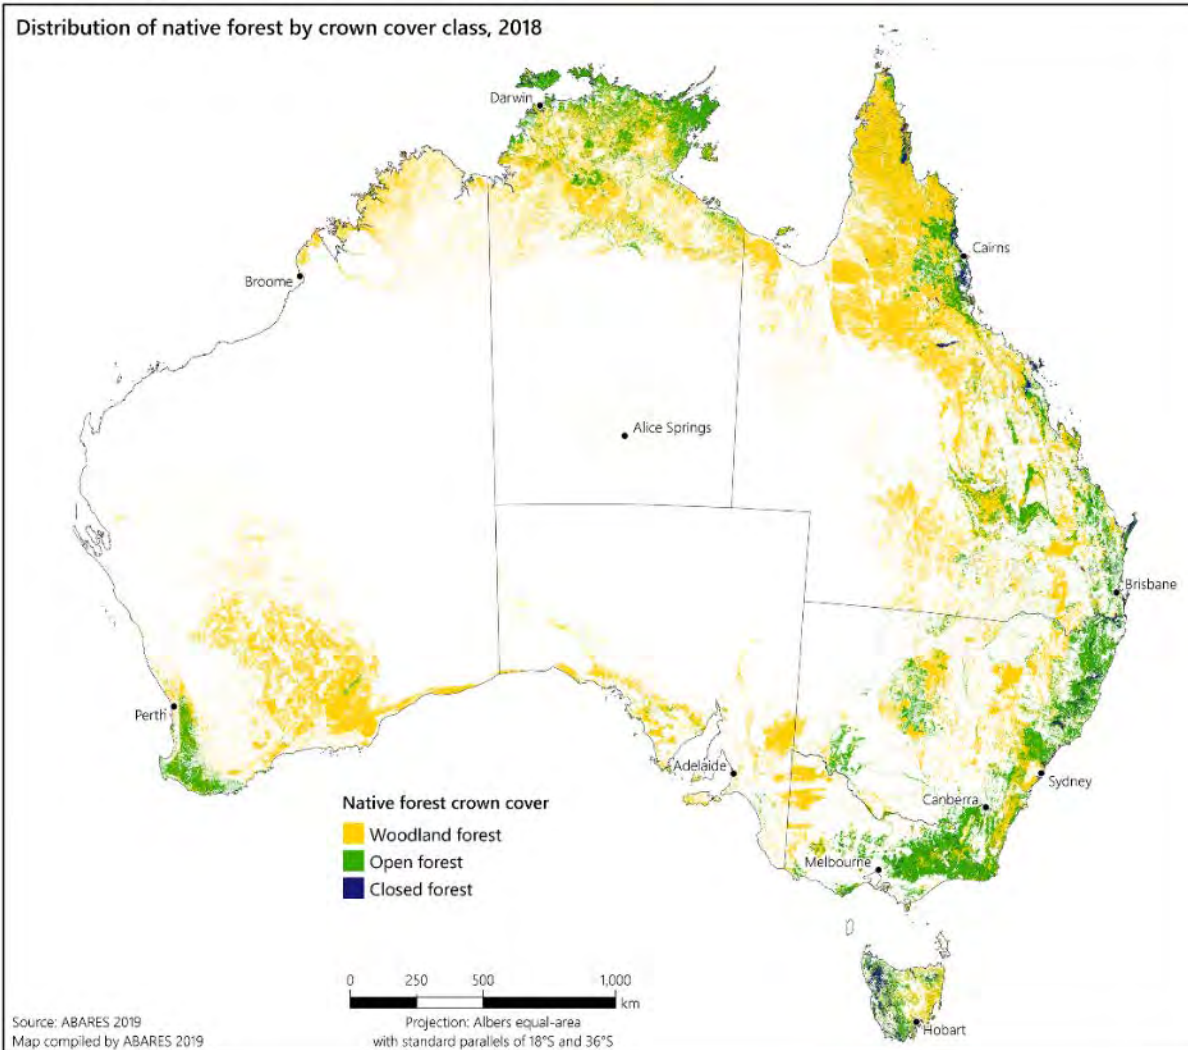 Distribution of native forest by crown cover class, 2018
Darwin
Cairns
Broome
Alice Springs
Brisbane
Perth
Adelaide
Sydney
Canberra
Melbourne
Native forest crown cover
Woodland forest
Open forest
Closed forest
0 250 500 1,000
km
Hobart
Source: ABARES 2019
Map compiled by ABARES 2019
Projection: Albers equal-area
with standard parallels of 18°S and 36°S